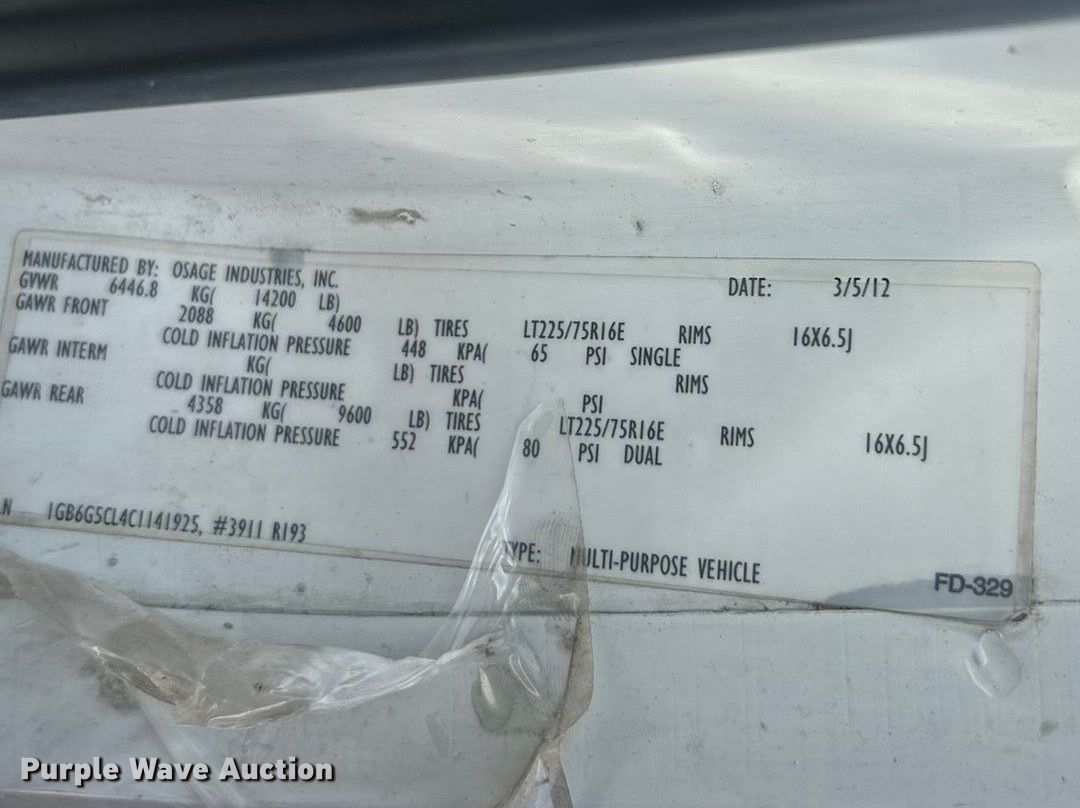 MANUFACTURED BY: OSAGE INDUSTRIES, INC. DATE: 3/5/12
GVWR 6446.8 KG( 14200 LB)
GAWR FRONT 2088 KG( 4600 LB) TIRES LT225/75R16E RIMS 16X6.5J
COLD INFLATION PRESSURE 448 KPA( 65 PSI SINGLE
GAWR INTERM KG( LB) TIRES RIMS
COLD INFLATION PRESSURE KPA( PSI
GAWR REAR 4358 KG( 9600 LB) TIRES LT225/75R16E RIMS 16X6.5J
COLD INFLATION PRESSURE 552 KPA( 80 PSI DUAL
1GB6G5CL4C1141925, #3911 R193
TYPE: MULTI-PURPOSE VEHICLE
FD-329
Purple Wave Auction